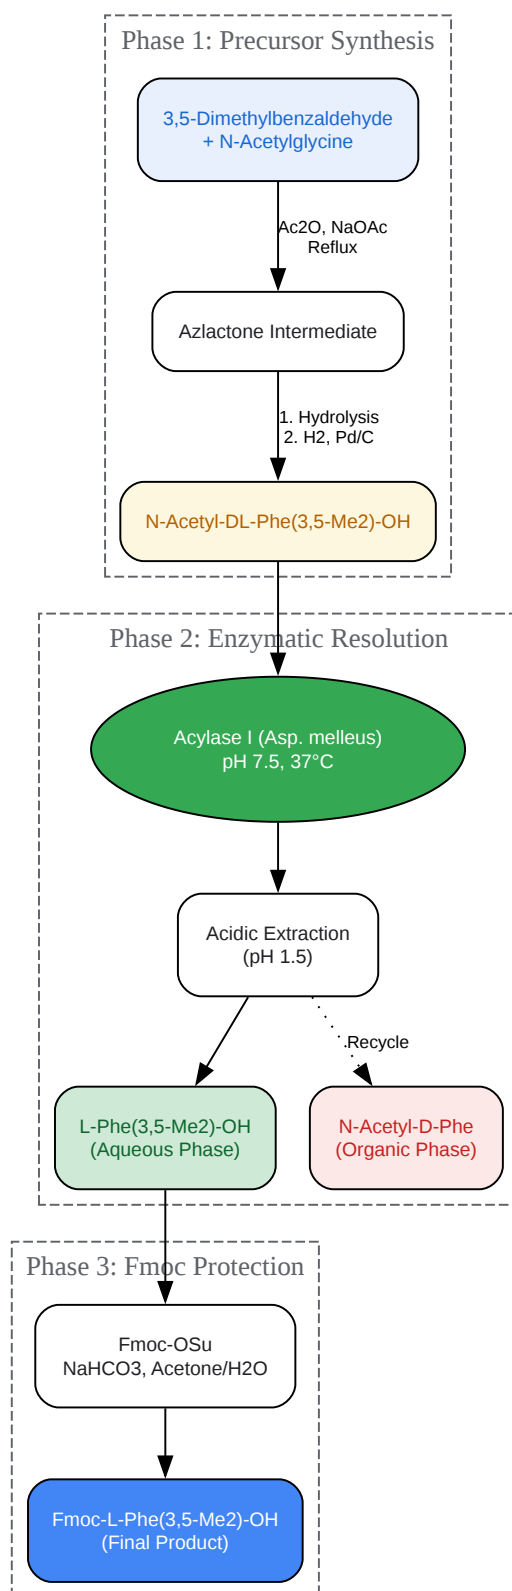 Phase 1: Precursor Synthesis
3,5-Dimethylbenzaldehyde
+ N-Acetylglycine
Ac2O, NaOAc
Reflux
Azlactone Intermediate
1. Hydrolysis
2. H2, Pd/C
N-Acetyl-DL-Phe(3,5-Me2)-OH
Phase 2: Enzymatic Resolution
Acylase I (Asp. melleus)
pH 7.5, 37°C
Acidic Extraction
(pH 1.5)
Recycle
L-Phe(3,5-Me2)-OH
(Aqueous Phase)
N-Acetyl-D-Phe
(Organic Phase)
Phase 3: Fmoc Protection
Fmoc-OSu
NaHCO3, Acetone/H2O
Fmoc-L-Phe(3,5-Me2)-OH
(Final Product)